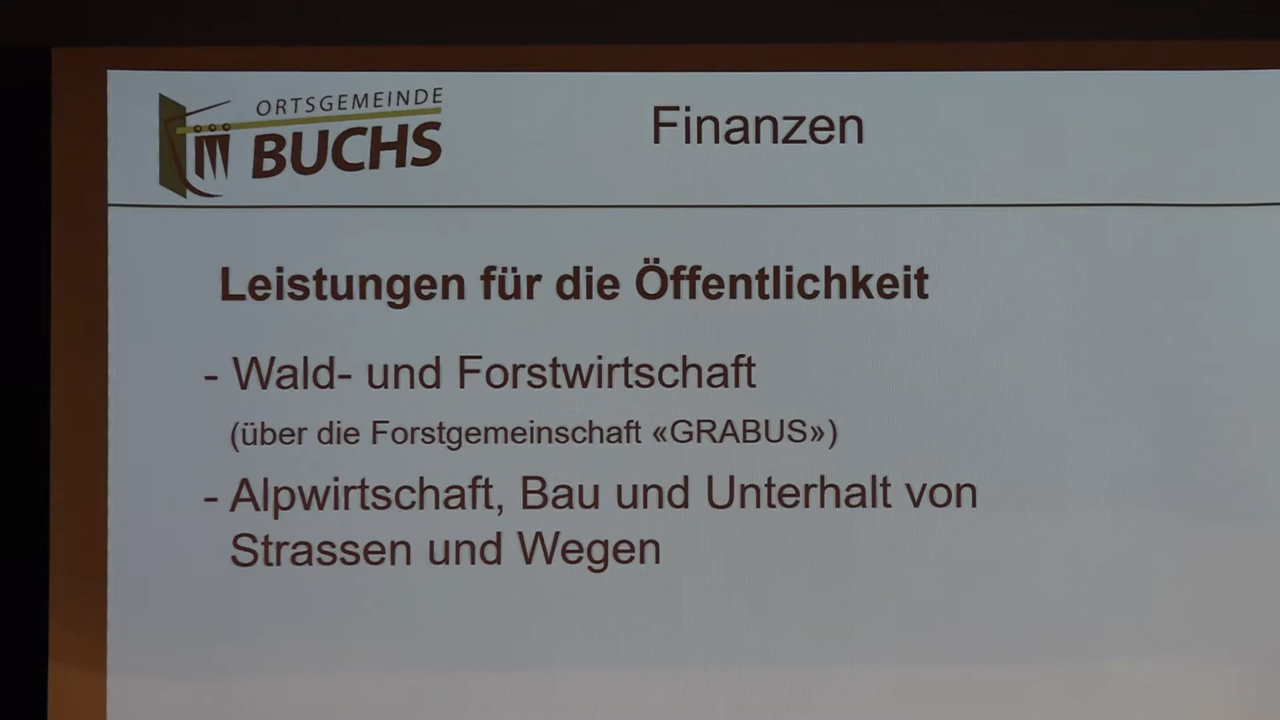 ORTSGEMEINDE
BUCHS
Finanzen
Leistungen für die Öffentlichkeit
- Wald- und Forstwirtschaft
(über die Forstgemeinschaft «GRABUS»)
- Alpwirtschaft, Bau und Unterhalt von
Strassen und Wegen